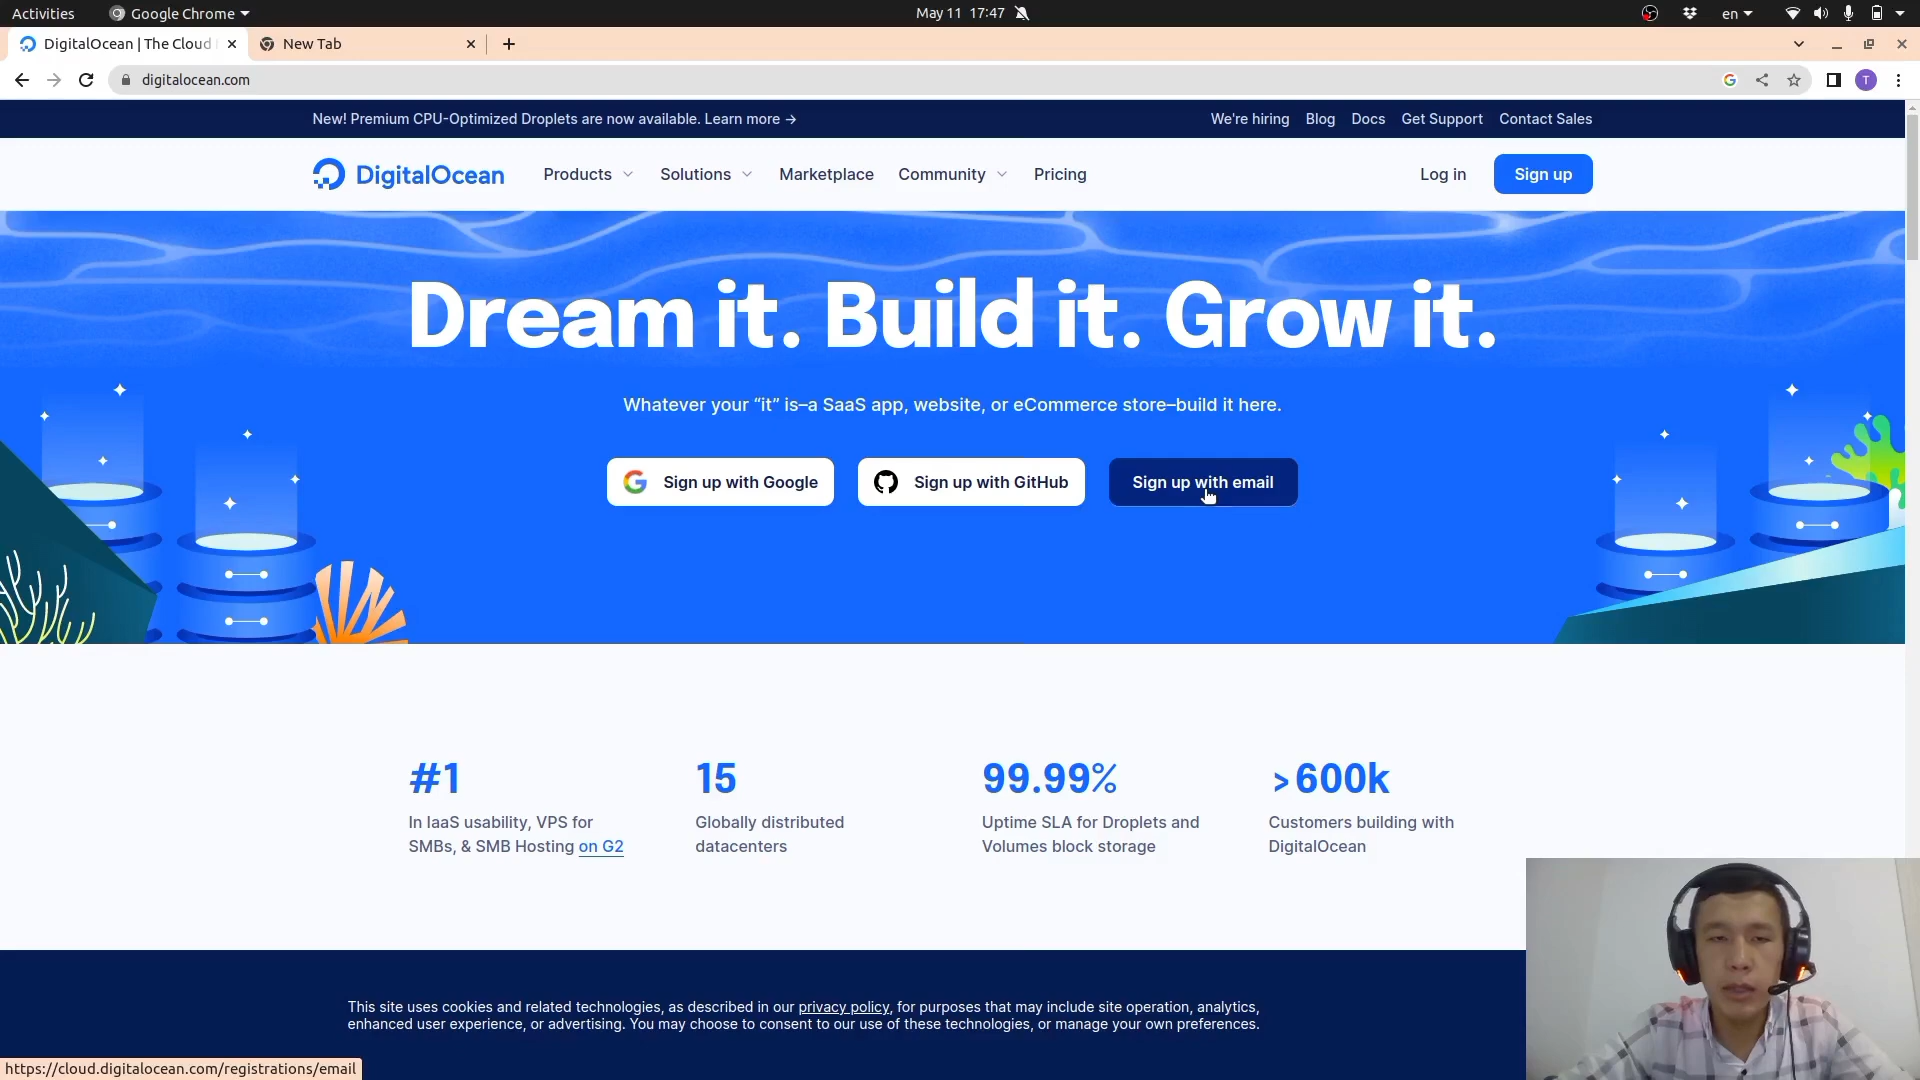 Activities
Google Chrome
May 11 17:47
en
DigitalOcean | The Cloud
New Tab
digitalocean.com
T
New! Premium CPU-Optimized Droplets are now available. Learn more →
We're hiring
Blog
Docs
Get Support
Contact Sales
DigitalOcean
Products
Solutions
Marketplace
Community
Pricing
Log in
Sign up
Dream it. Build it. Grow it.
Whatever your “it” is–a SaaS app, website, or eCommerce store–build it here.
Sign up with Google
Sign up with GitHub
Sign up with email
#1
In IaaS usability, VPS for
SMBs, & SMB Hosting on G2
15
Globally distributed
datacenters
99.99%
Uptime SLA for Droplets and
Volumes block storage
>600k
Customers building with
DigitalOcean
This site uses cookies and related technologies, as described in our privacy policy, for purposes that may include site operation, analytics,
enhanced user experience, or advertising. You may choose to consent to our use of these technologies, or manage your own preferences.
https://cloud.digitalocean.com/registrations/email